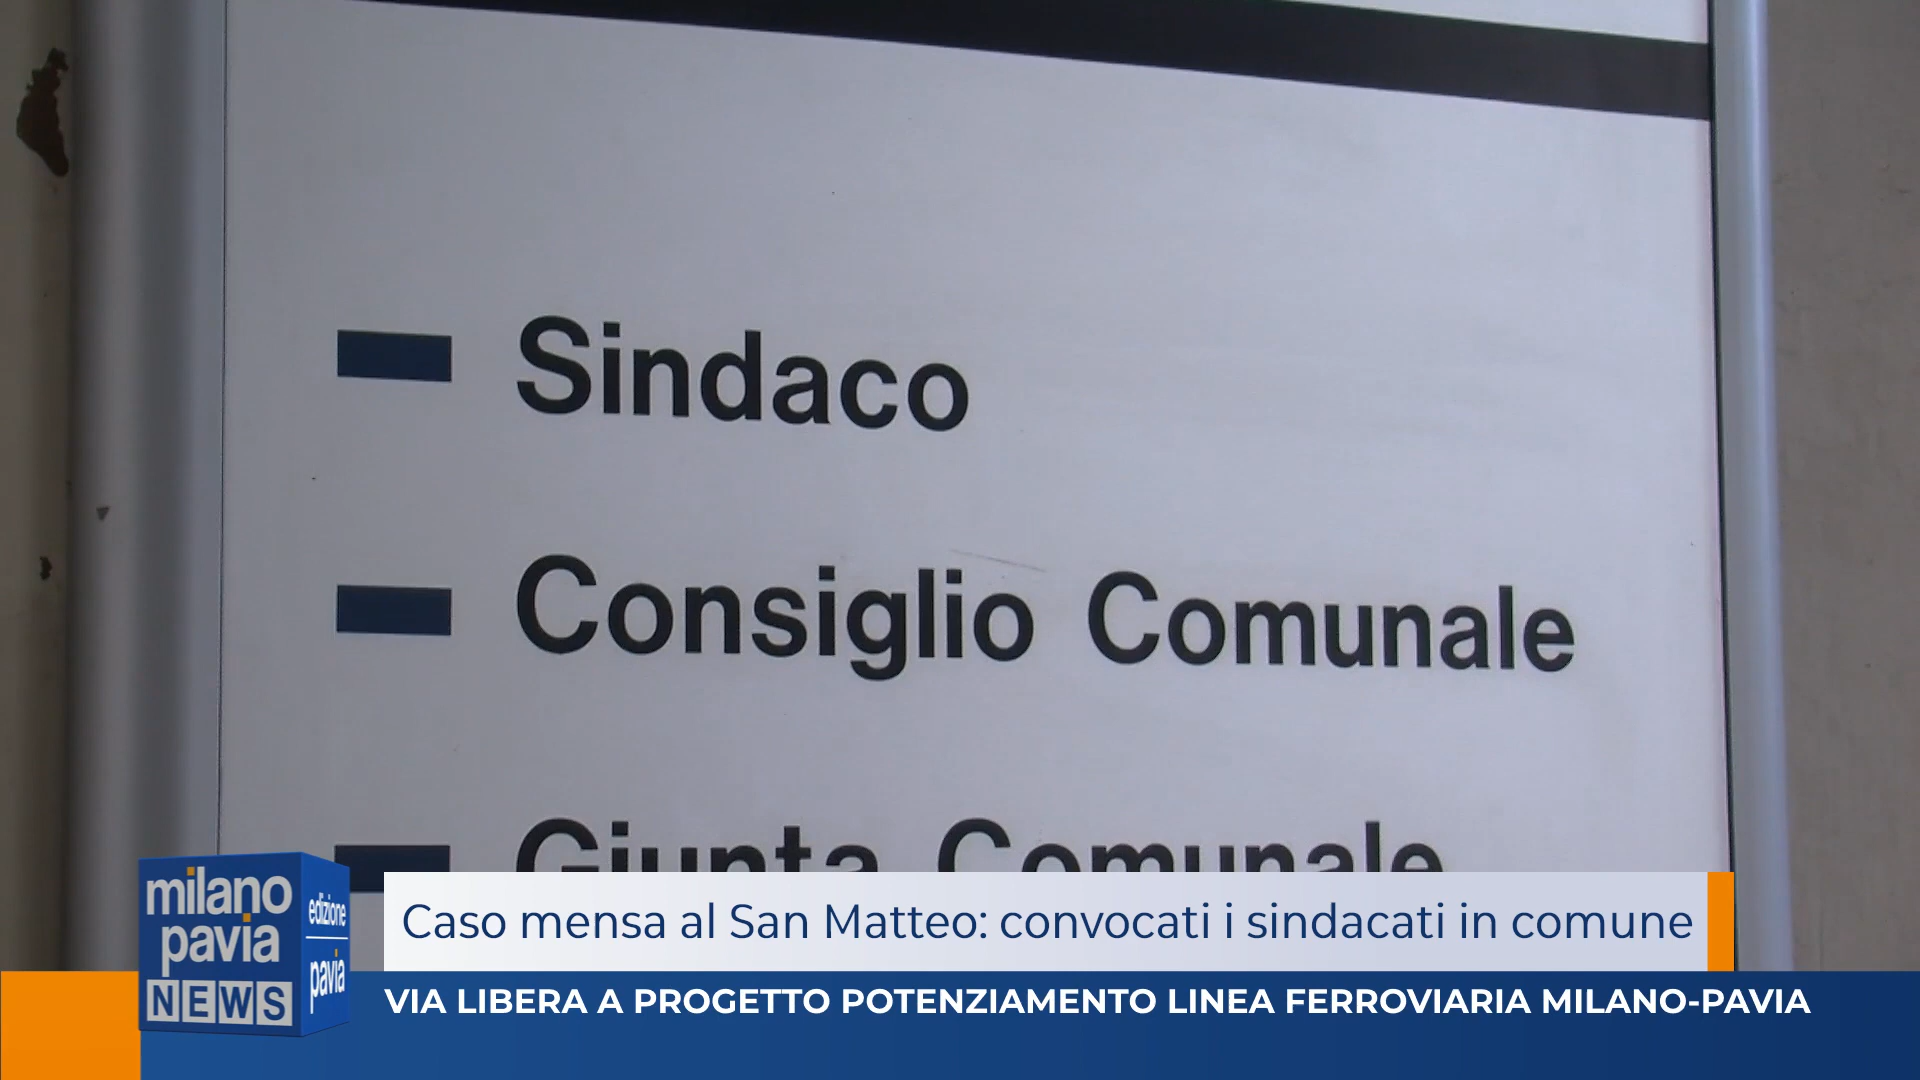 Sindaco
Consiglio Comunale
Giunta Comunale
milano
pavia
NEWS
edizione
pavia
Caso mensa al San Matteo: convocati i sindacati in comune
VIA LIBERA A PROGETTO POTENZIAMENTO LINEA FERROVIARIA MILANO-PAVIA